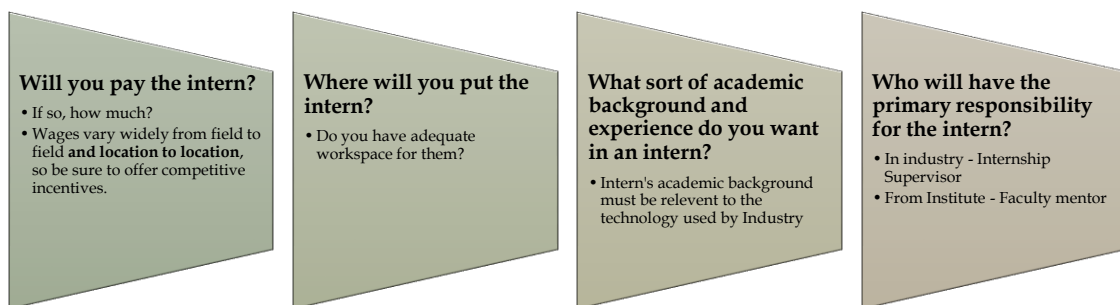 Will you pay the intern?
• If so, how much?
• Wages vary widely from field to
field and location to location,
so be sure to offer competitive
incentives.
Where will you put the
intern?
• Do you have adequate
workspace for them?
What sort of academic
background and
experience do you want
in an intern?
• Intern's academic background
must be relevent to the
technology used by Industry
Who will have the
primary responsibility
for the intern?
• In industry - Internship
Supervisor
• From Institute - Faculty mentor